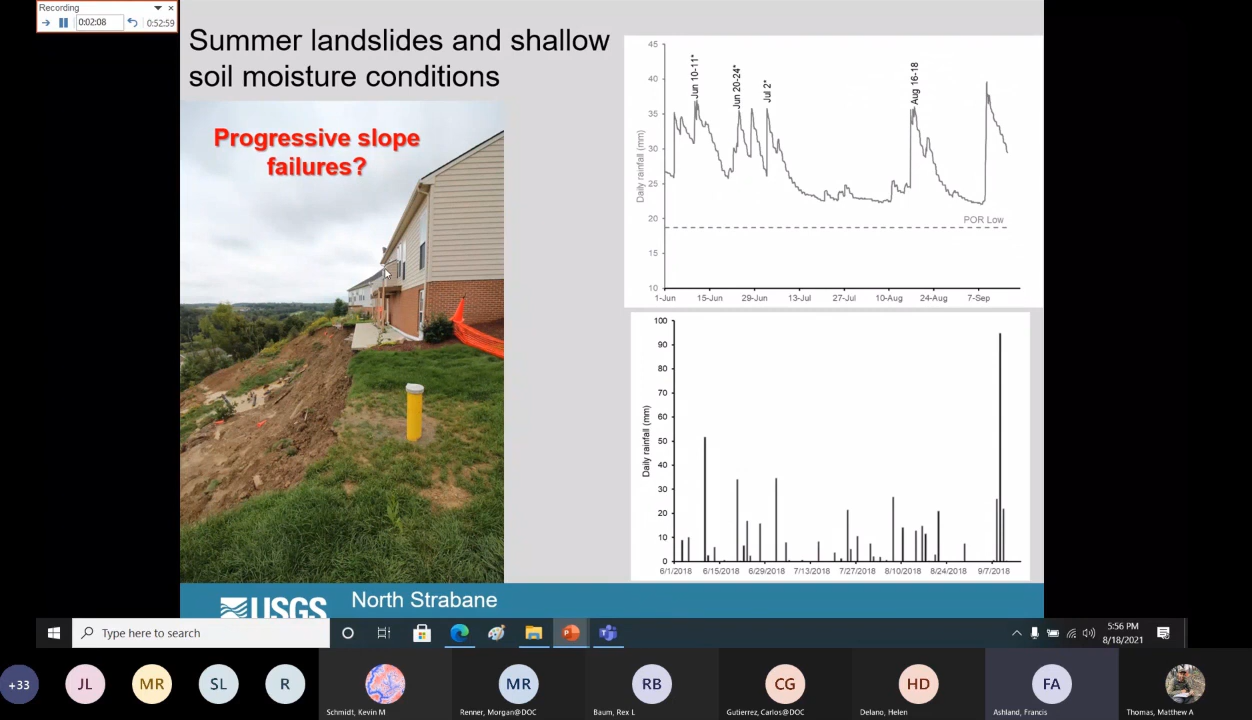 Recording
0:02:08
0:52:59
Summer landslides and shallow
soil moisture conditions
Progressive slope
failures?
45
40
35
30
25
20
15
10
Daily rainfall (mm)
Jun 10-11*
Jun 20-24*
Jul 2*
Aug 16-18
POR Low
1-Jun 15-Jun 29-Jun 13-Jul 27-Jul 10-Aug 24-Aug 7-Sep
100
90
80
70
60
50
40
30
20
10
0
Daily rainfall (mm)
6/1/2018 6/15/2018 6/29/2018 7/13/2018 7/27/2018 8/10/2018 8/24/2018 9/7/2018
USGS
North Strabane
Type here to search
5:56 PM
8/18/2021
+33
JL
MR
SL
R
MR
RB
CG
HD
FA
Schmidt, Kevin M
Renner, Morgan@DOC
Baum, Rex L
Gutierrez, Carlos@DOC
Delano, Helen
Ashland, Francis
Thomas, Matthew A